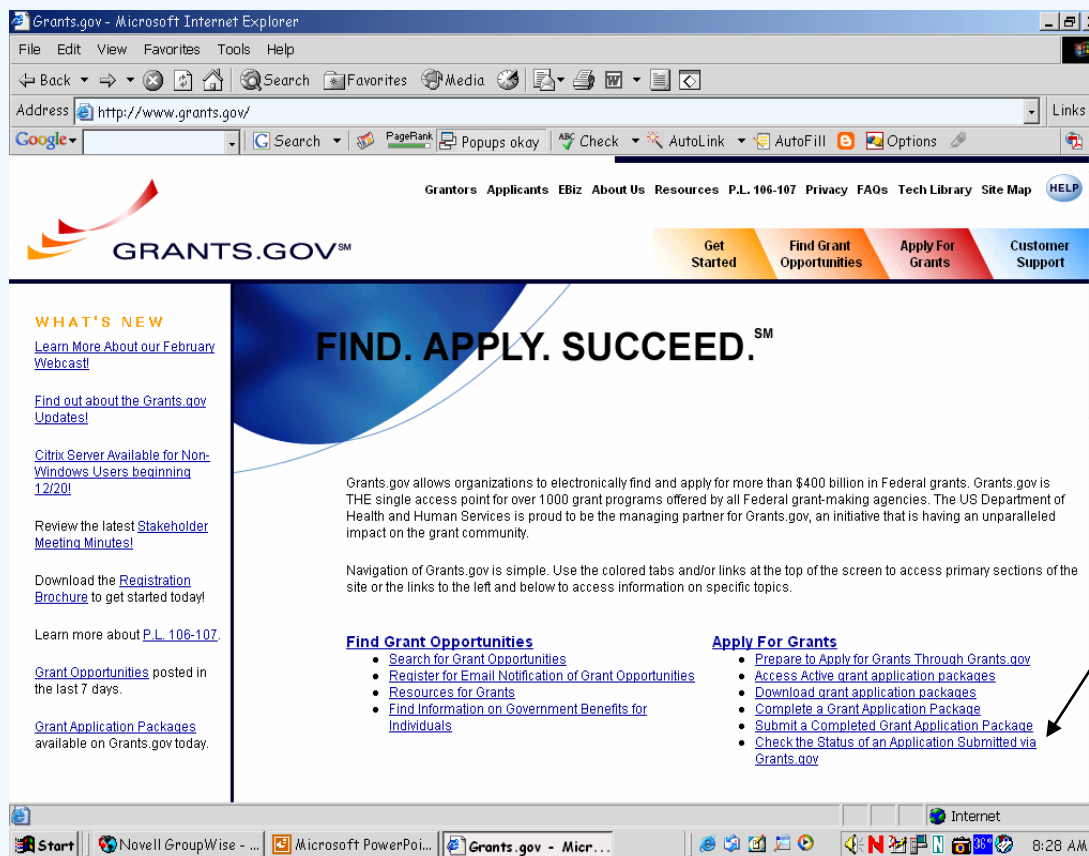 Grants.gov - Microsoft Internet Explorer
File Edit View Favorites Tools Help
Back Search Favorites Media
Address http://www.grants.gov/ Links
Google Search PageRank Popups okay ABC Check AutoLink AutoFill Options
Grantors Applicants EBiz About Us Resources P.L. 106-107 Privacy FAQs Tech Library Site Map HELP
GRANTS.GOV℠
Get Started
Find Grant Opportunities
Apply For Grants
Customer Support
WHAT'S NEW
Learn More About our February
Webcast!
Find out about the Grants.gov
Updates!
Citrix Server Available for Non-
Windows Users beginning
12/20!
Review the latest Stakeholder
Meeting Minutes!
Download the Registration
Brochure to get started today!
Learn more about P.L. 106-107.
Grant Opportunities posted in
the last 7 days.
Grant Application Packages
available on Grants.gov today.
FIND. APPLY. SUCCEED.℠
Grants.gov allows organizations to electronically find and apply for more than $400 billion in Federal grants. Grants.gov is
THE single access point for over 1000 grant programs offered by all Federal grant-making agencies. The US Department of
Health and Human Services is proud to be the managing partner for Grants.gov, an initiative that is having an unparalleled
impact on the grant community.
Navigation of Grants.gov is simple. Use the colored tabs and/or links at the top of the screen to access primary sections of the
site or the links to the left and below to access information on specific topics.
Find Grant Opportunities
Search for Grant Opportunities
Register for Email Notification of Grant Opportunities
Resources for Grants
Find Information on Government Benefits for
Individuals
Apply For Grants
Prepare to Apply for Grants Through Grants.gov
Access Active grant application packages
Download grant application packages
Complete a Grant Application Package
Submit a Completed Grant Application Package
Check the Status of an Application Submitted via
Grants.gov
Internet
Start Novell GroupWise - ... Microsoft PowerPoi... Grants.gov - Micr... 36° 8:28 AM